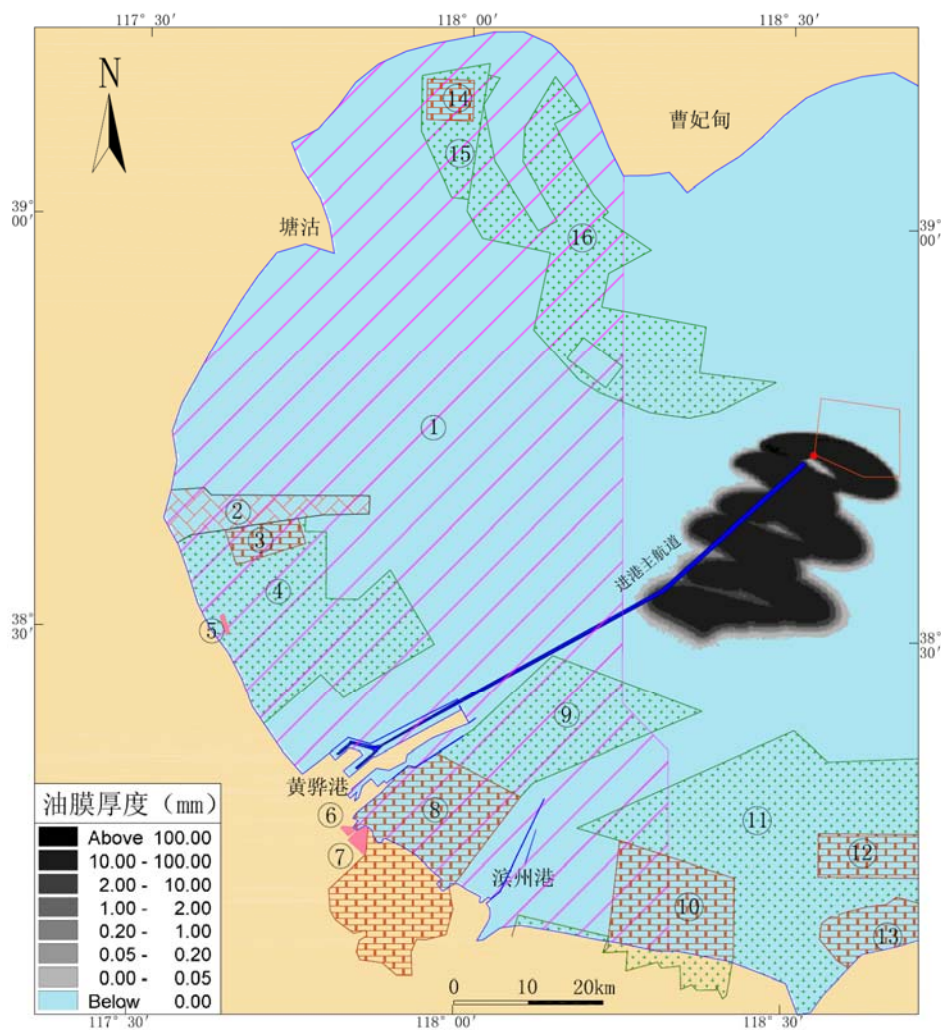 117° 30′
118° 00′
118° 30′
N
曹妃甸
⑭
⑮
39°
00′
39°
00′
塘沽
⑯
①
②
③
进港主航道
④
38°
30′
⑤
38°
30′
⑨
黄骅港
油膜厚度（mm）
Above 100.00
10.00 - 100.00
2.00 - 10.00
1.00 - 2.00
0.20 - 1.00
0.05 - 0.20
0.00 - 0.05
Below 0.00
⑥
⑦
⑧
⑪
⑫
滨州港
⑩
⑬
0 10 20km
117° 30′
118° 00′
118° 30′